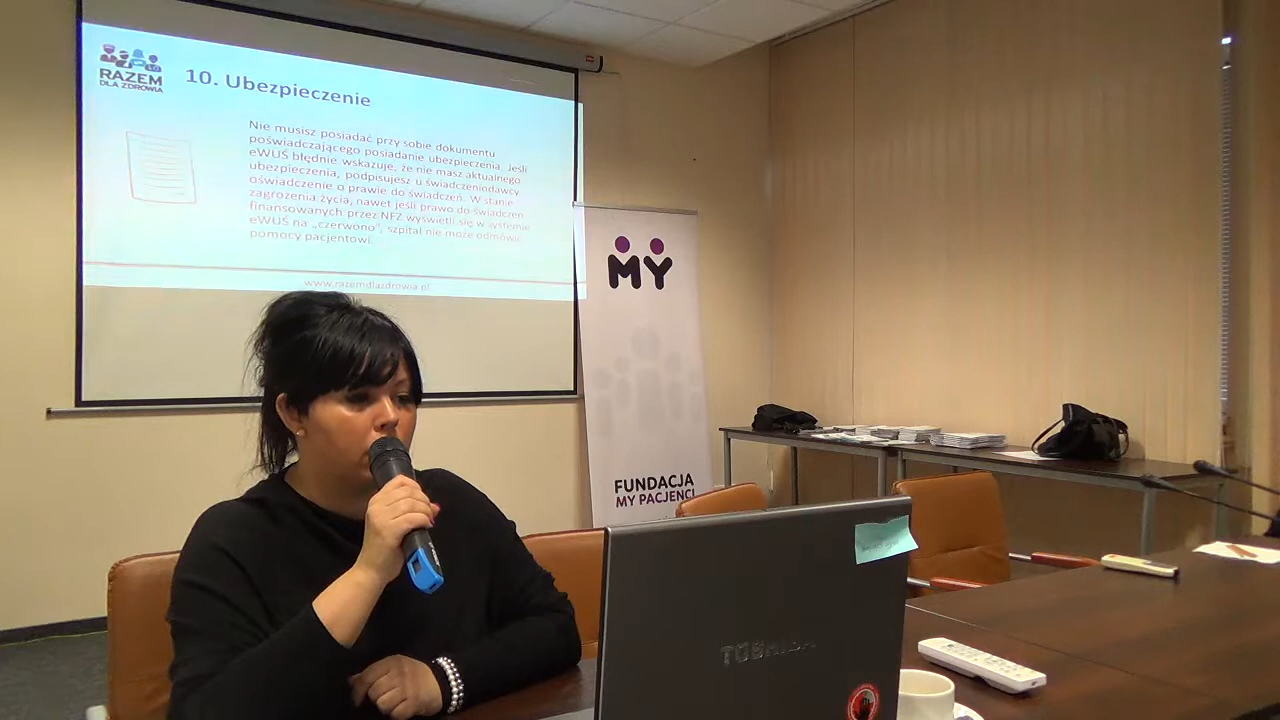 RAZEM
DLA ZDROWIA
10. Ubezpieczenie
Nie musisz posiadać przy sobie dokumentu
poświadczającego posiadanie ubezpieczenia. Jeśli
eWUŚ błędnie wskazuje, że nie masz aktualnego
ubezpieczenia, podpisujesz u świadczeniodawcy
oświadczenie o prawie do świadczeń. W stanie
zagrożenia życia, nawet jeśli prawo do świadczeń
finansowanych przez NFZ wyświetli się w systemie
eWUŚ na „czerwono”, szpital nie może odmówić
pomocy pacjentowi.
www.razemdlazdrowia.pl
MY
FUNDACJA
MY PACJENCI
TOSHIBA